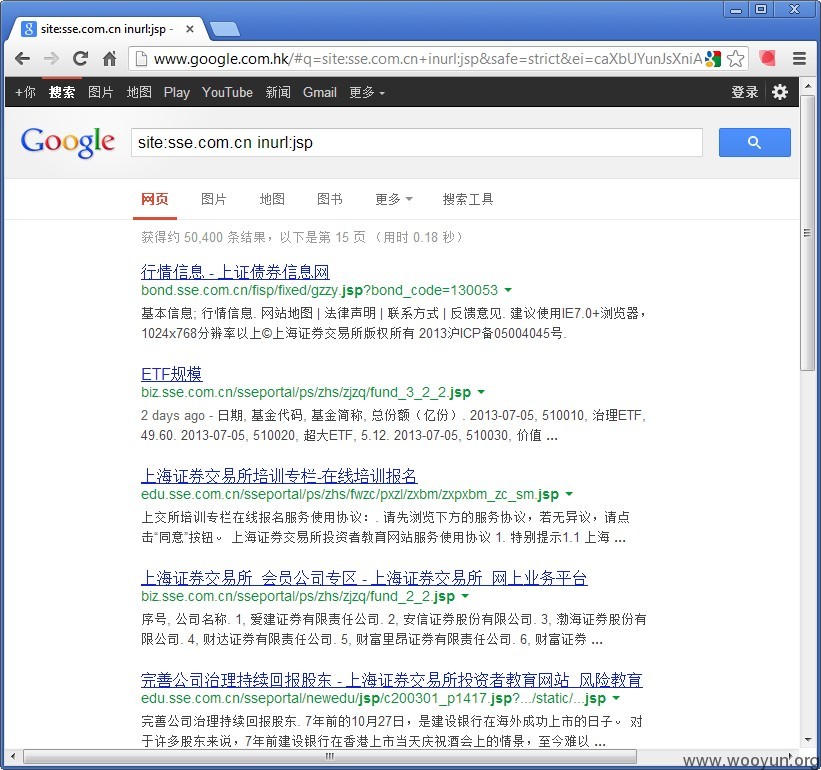 site:sse.com.cn inurl:jsp -
www.google.com.hk/#q=site:sse.com.cn+inurl:jsp&safe=strict&ei=caXbUYunJsXniA
+你 搜索 图片 地图 Play YouTube 新闻 Gmail 更多 登录
Google site:sse.com.cn inurl:jsp
网页 图片 地图 图书 更多 搜索工具
获得约 50,400 条结果，以下是第 15 页 （用时 0.18 秒）
行情信息 - 上证债券信息网
bond.sse.com.cn/fisp/fixed/gzzy.jsp?bond_code=130053
基本信息; 行情信息. 网站地图 | 法律声明 | 联系方式 | 反馈意见. 建议使用IE7.0+浏览器，
1024x768分辨率以上©上海证券交易所版权所有 2013沪ICP备05004045号.
ETF规模
biz.sse.com.cn/sseportal/ps/zhs/zjzq/fund_3_2_2.jsp
2 days ago - 日期, 基金代码, 基金简称, 总份额（亿份）. 2013-07-05, 510010, 治理ETF,
49.60. 2013-07-05, 510020, 超大ETF, 5.12. 2013-07-05, 510030, 价值 ...
上海证券交易所培训专栏-在线培训报名
edu.sse.com.cn/sseportal/ps/zhs/fwzc/pxzl/zxbm/zxpxbm_zc_sm.jsp
上交所培训专栏在线报名服务使用协议：. 请先浏览下方的服务协议，若无异议，请点
击“同意”按钮。 上海证券交易所投资者教育网站服务使用协议 1. 特别提示1.1 上海 ...
上海证券交易所_会员公司专区 - 上海证券交易所_网上业务平台
biz.sse.com.cn/sseportal/ps/zhs/zjzq/fund_2_2.jsp
序号, 公司名称. 1, 爱建证券有限责任公司. 2, 安信证券股份有限公司. 3, 渤海证券股份有
限公司. 4, 财达证券有限责任公司. 5, 财富里昂证券有限责任公司. 6, 财富证券 ...
完善公司治理持续回报股东 - 上海证券交易所投资者教育网站_风险教育
edu.sse.com.cn/sseportal/newedu/jsp/c200301_p1417.jsp?.../static/...jsp
完善公司治理持续回报股东. 7年前的10月27日，是建设银行在海外成功上市的日子。 对
于许多股东来说，7年前建设银行在香港上市当天庆祝酒会上的情景，至今难以 ...
www.wooyun.org